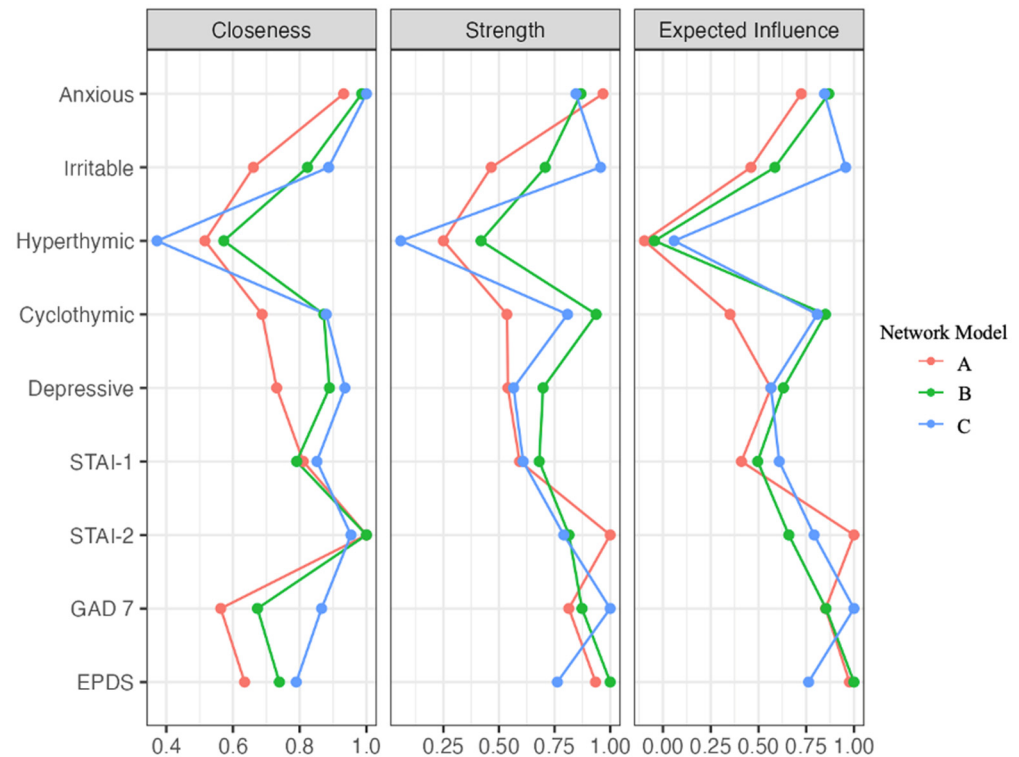 Closeness Strength Expected Influence
Anxious
Irritable
Hyperthymic
Cyclothymic
Depressive
STAI-1
STAI-2
GAD 7
EPDS
0.4 0.6 0.8 1.0 0.25 0.50 0.75 1.00 0.00 0.25 0.50 0.75 1.00
Network Model
A
B
C